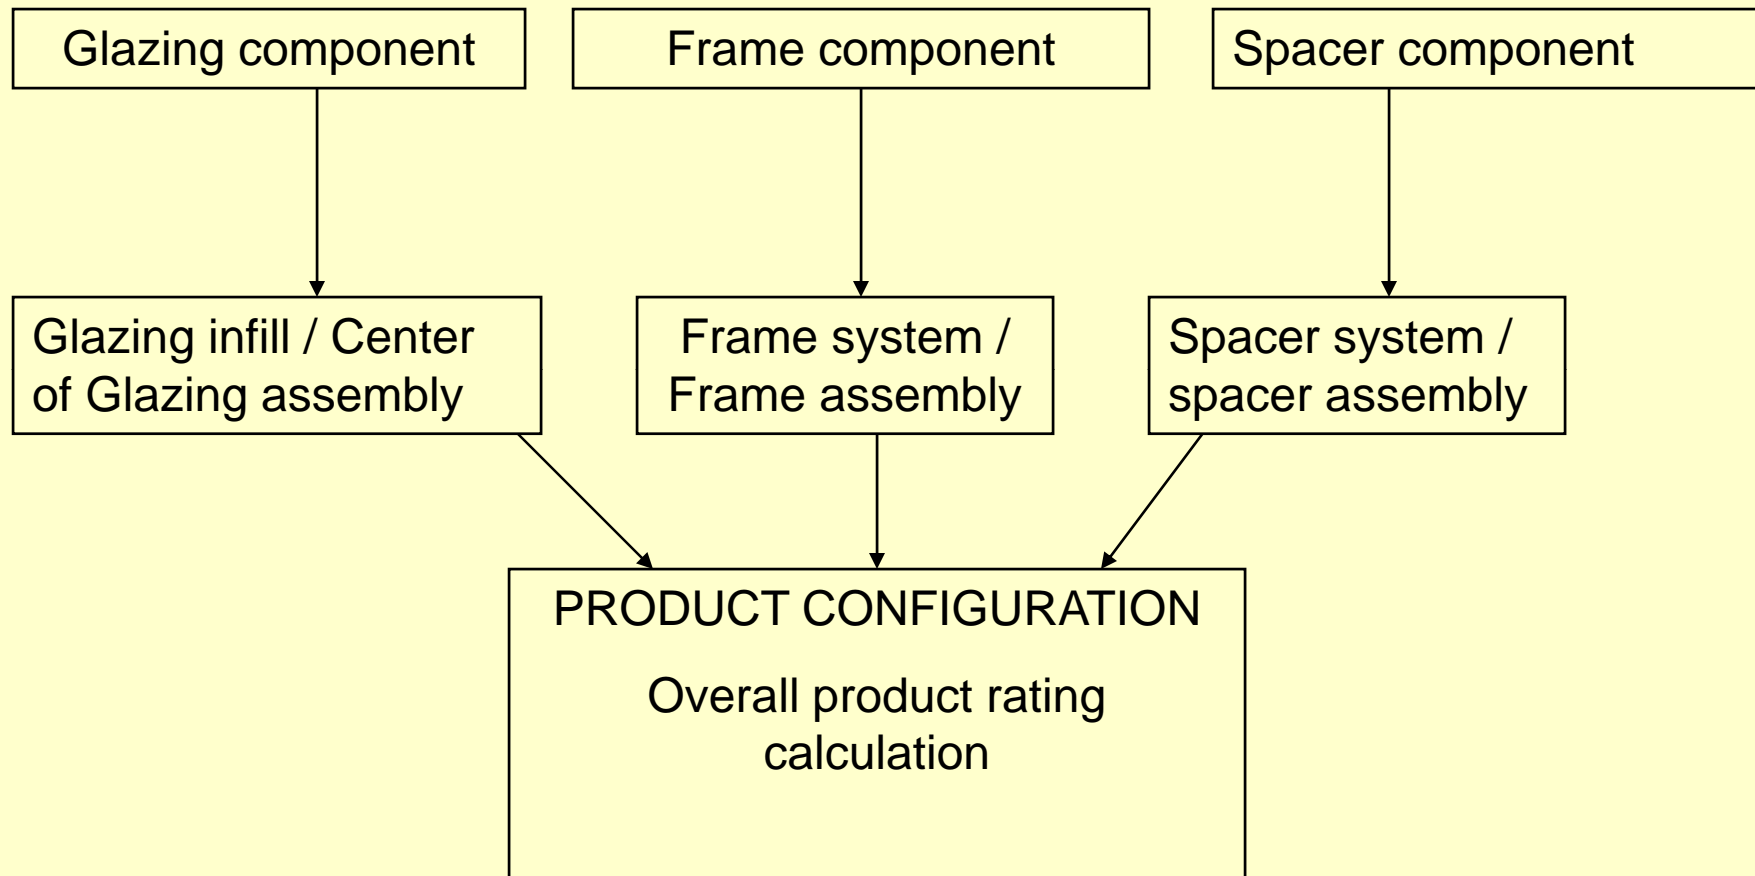 Glazing component
Frame component
Spacer component
Glazing infill / Center
of Glazing assembly
Frame system /
Frame assembly
Spacer system /
spacer assembly
PRODUCT CONFIGURATION
Overall product rating
calculation